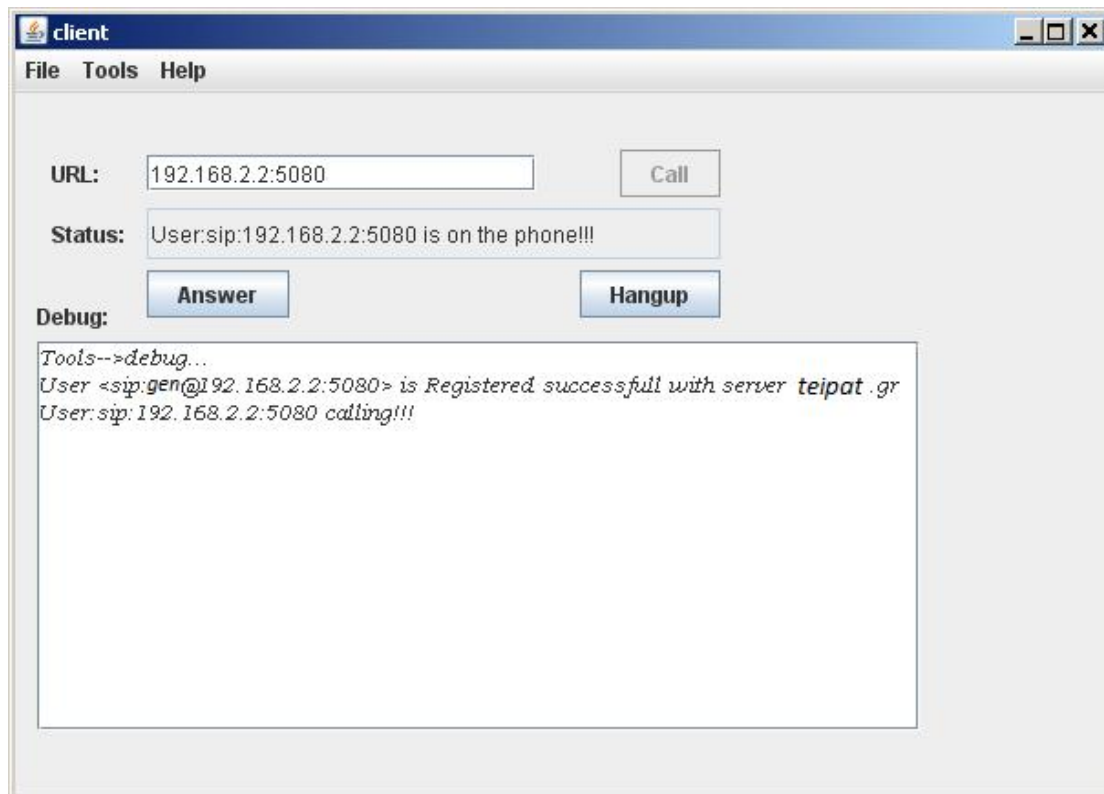 client
File Tools Help
URL: 192.168.2.2:5080 Call
Status: User:sip:192.168.2.2:5080 is on the phone!!!
Answer Hangup
Debug:
Tools-->debug...
User <sip:gen@192.168.2.2:5080> is Registered successfull with server teipat .gr
User:sip:192.168.2.2:5080 calling!!!